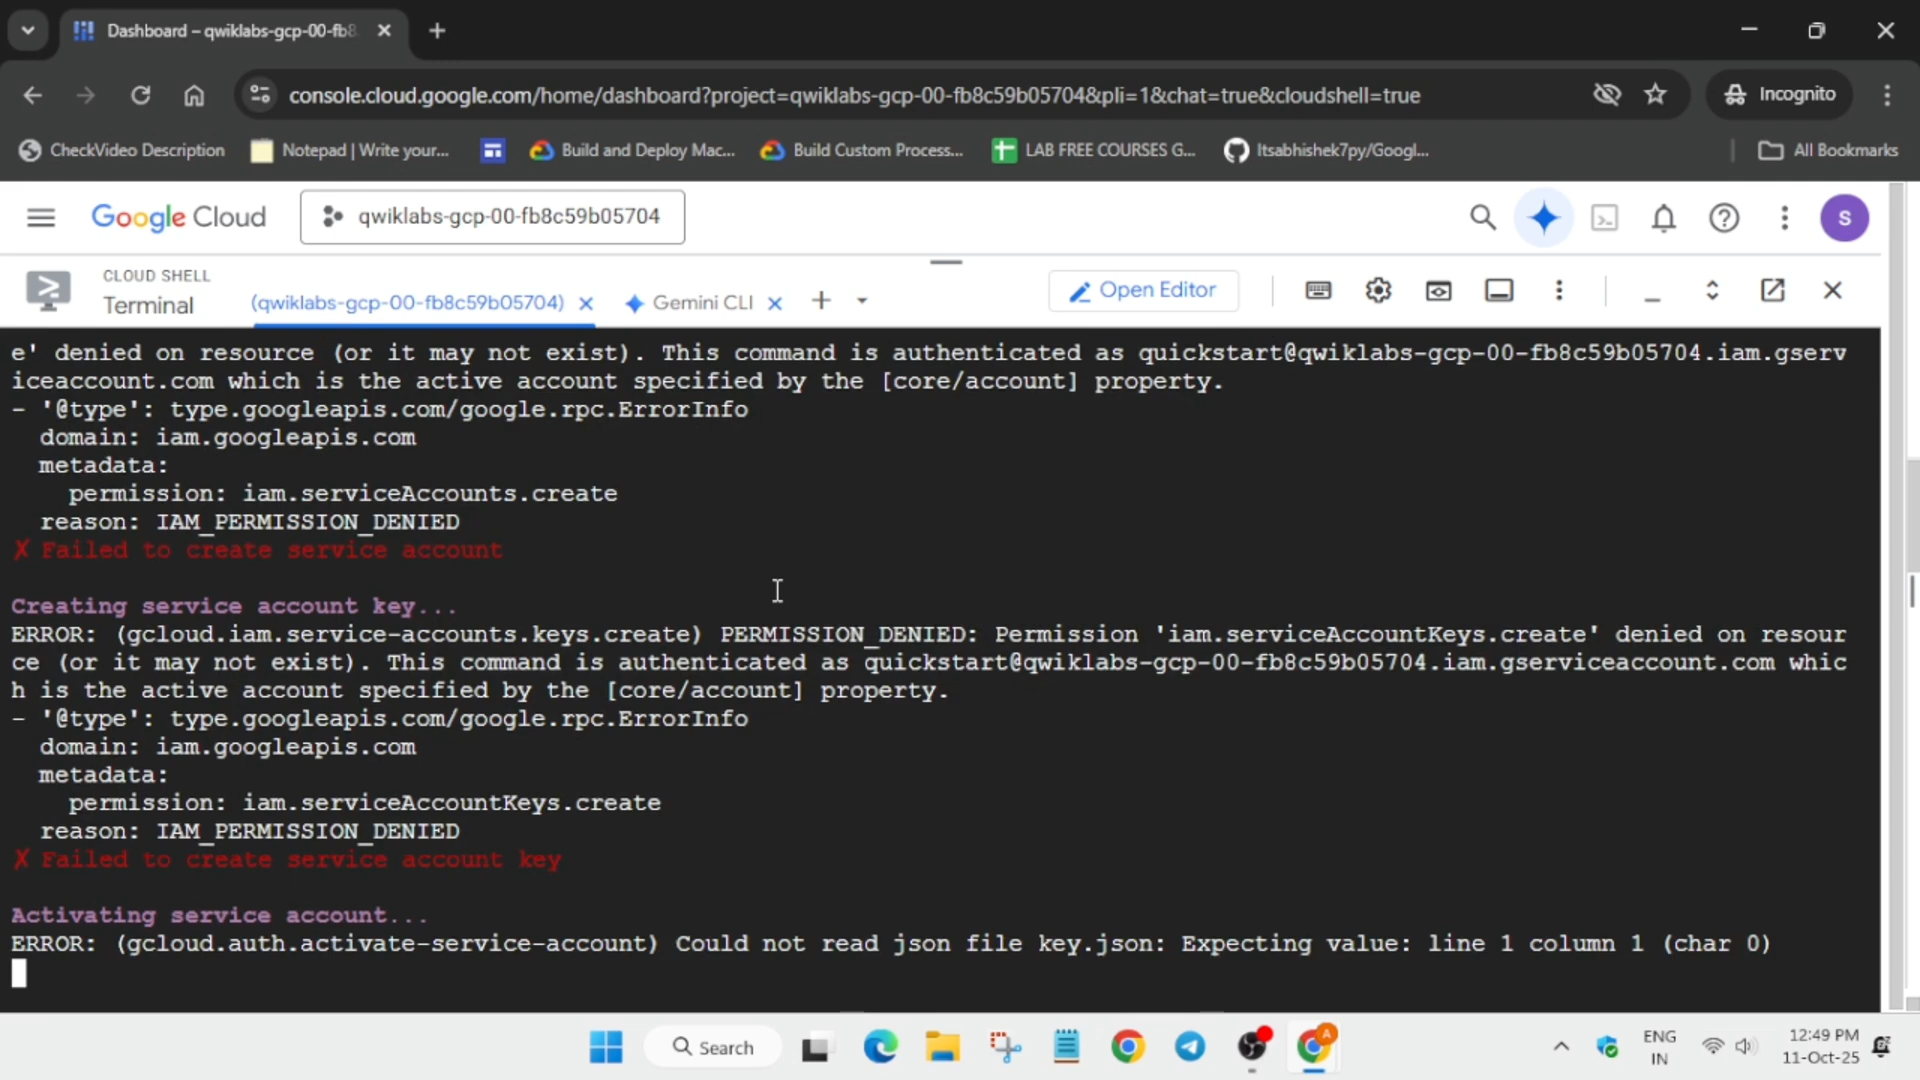 Dashboard – qwiklabs-gcp-00-fb8
console.cloud.google.com/home/dashboard?project=qwiklabs-gcp-00-fb8c59b05704&pli=1&chat=true&cloudshell=true
Incognito
CheckVideo Description
Notepad | Write your...
Build and Deploy Mac...
Build Custom Process...
LAB FREE COURSES G...
Itsabhishek7py/Googl...
All Bookmarks
Google Cloud
qwiklabs-gcp-00-fb8c59b05704
S
CLOUD SHELL
Terminal
(qwiklabs-gcp-00-fb8c59b05704)
Gemini CLI
Open Editor
e' denied on resource (or it may not exist). This command is authenticated as quickstart@qwiklabs-gcp-00-fb8c59b05704.iam.gserv
iceaccount.com which is the active account specified by the [core/account] property.
- '@type': type.googleapis.com/google.rpc.ErrorInfo
domain: iam.googleapis.com
metadata:
permission: iam.serviceAccounts.create
reason: IAM_PERMISSION_DENIED
✗ Failed to create service account
Creating service account key...
ERROR: (gcloud.iam.service-accounts.keys.create) PERMISSION_DENIED: Permission 'iam.serviceAccountKeys.create' denied on resour
ce (or it may not exist). This command is authenticated as quickstart@qwiklabs-gcp-00-fb8c59b05704.iam.gserviceaccount.com whic
h is the active account specified by the [core/account] property.
- '@type': type.googleapis.com/google.rpc.ErrorInfo
domain: iam.googleapis.com
metadata:
permission: iam.serviceAccountKeys.create
reason: IAM_PERMISSION_DENIED
✗ Failed to create service account key
Activating service account...
ERROR: (gcloud.auth.activate-service-account) Could not read json file key.json: Expecting value: line 1 column 1 (char 0)
Search
A
ENG
IN
12:49 PM
11-Oct-25